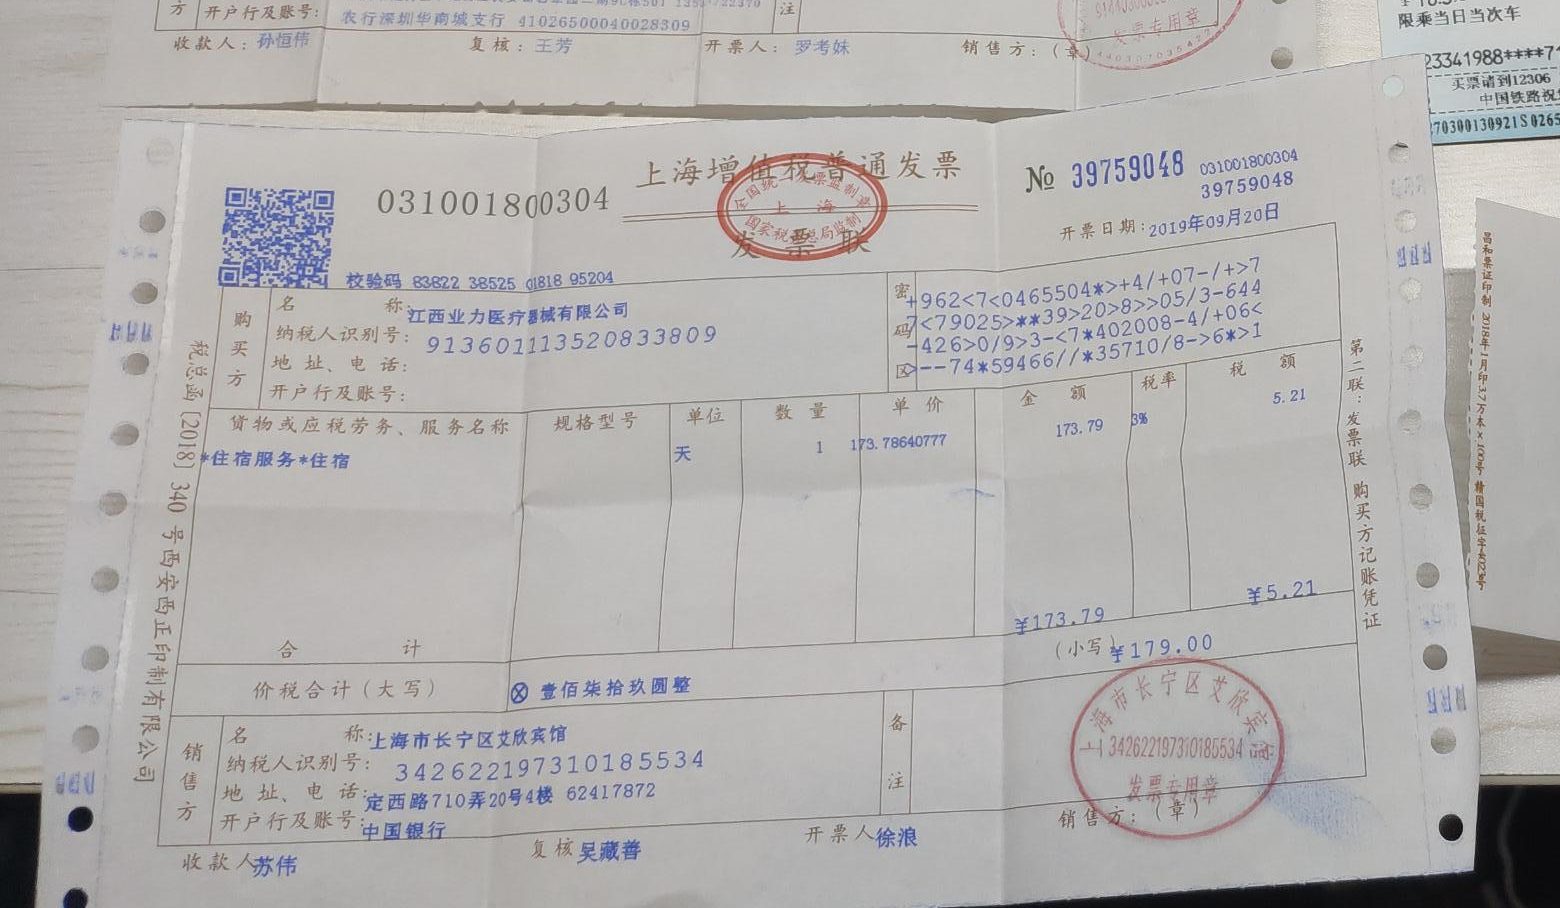 方 开户行及账号:
农行深圳华南城支行 41026500040028309
注
收款人: 孙恒伟 复核: 王芳 开票人: 罗考妹 销售方: (章)
发票专用章
限乘当日当次车
买票请到12306
上海增值税普通发票
发票联
全国统一发票监制章
上海
国家税务总局监制
031001800304
№ 39759048
031001800304
39759048
开票日期: 2019年09月20日
校验码 83822 38525 01818 95204
购买方
名称: 江西业力医疗器械有限公司
纳税人识别号: 913601113520833809
地址、电话:
开户行及账号:
密码区
+962<7<0465504*>+4/+07-/+>7
7<79025>**39>20>8>>05/3-644
-426>0/9>3-<7*402008-4/+06<
>--74*59466//*35710/8->6*>1
货物或应税劳务、服务名称 规格型号 单位 数量 单价 金额 税率 税额
*住宿服务*住宿 天 1 173.78640777 173.79 3% 5.21
合计 ¥173.79 ¥5.21
价税合计(大写) ⊗ 壹佰柒拾玖圆整 (小写) ¥179.00
销售方
名称: 上海市长宁区艾欣宾馆
纳税人识别号: 342622197310185534
地址、电话: 定西路710弄20号4楼 62417872
开户行及账号: 中国银行
备注
上海市长宁区艾欣宾馆
342622197310185534
发票专用章
收款人 苏伟 复核 吴藏善 开票人 徐浪 销售方: (章)
税总函[2018]340号西安西正印制有限公司
第二联:发票联 购买方记账凭证